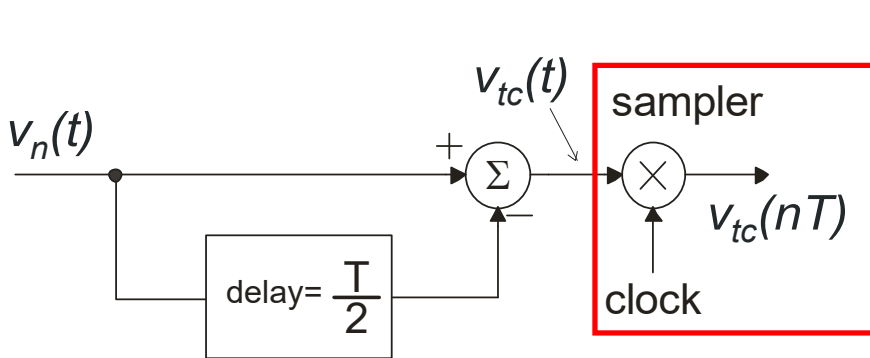 v_tc(t)
sampler
v_n(t)
+
Σ
×
−
v_tc(nT)
delay= T/2
clock